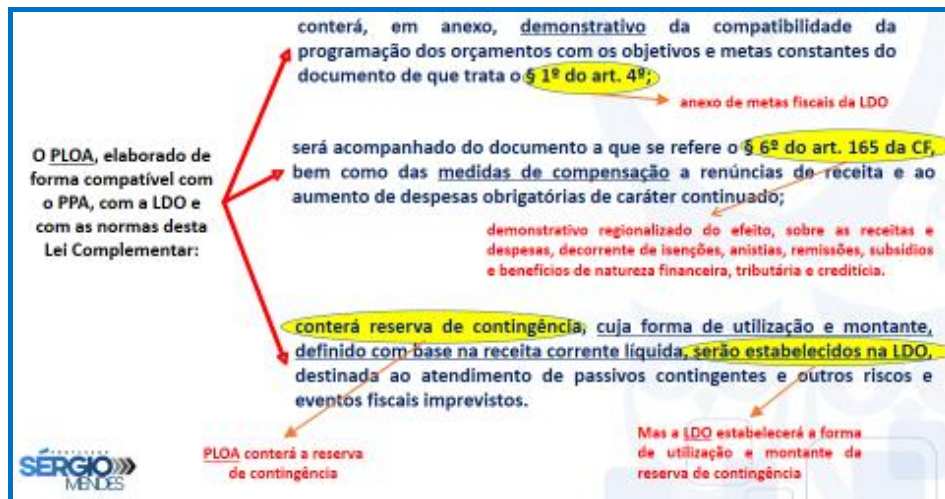 conterá, em anexo, demonstrativo da compatibilidade da
programação dos orçamentos com os objetivos e metas constantes do
documento de que trata o § 1º do art. 4º;
anexo de metas fiscais da LDO
O PLOA, elaborado de
forma compatível com
o PPA, com a LDO e
com as normas desta
Lei Complementar:
será acompanhado do documento a que se refere o § 6º do art. 165 da CF,
bem como das medidas de compensação a renúncias de receita e ao
aumento de despesas obrigatórias de caráter continuado;
demonstrativo regionalizado do efeito, sobre as receitas e
despesas, decorrente de isenções, anistias, remissões, subsídios
e benefícios de natureza financeira, tributária e creditícia.
conterá reserva de contingência, cuja forma de utilização e montante,
definido com base na receita corrente líquida, serão estabelecidos na LDO,
destinada ao atendimento de passivos contingentes e outros riscos e
eventos fiscais imprevistos.
PLOA conterá a reserva
de contingência
Mas a LDO estabelecerá a forma
de utilização e montante da
reserva de contingência
PROFESSOR
SÉRGIO
MENDES